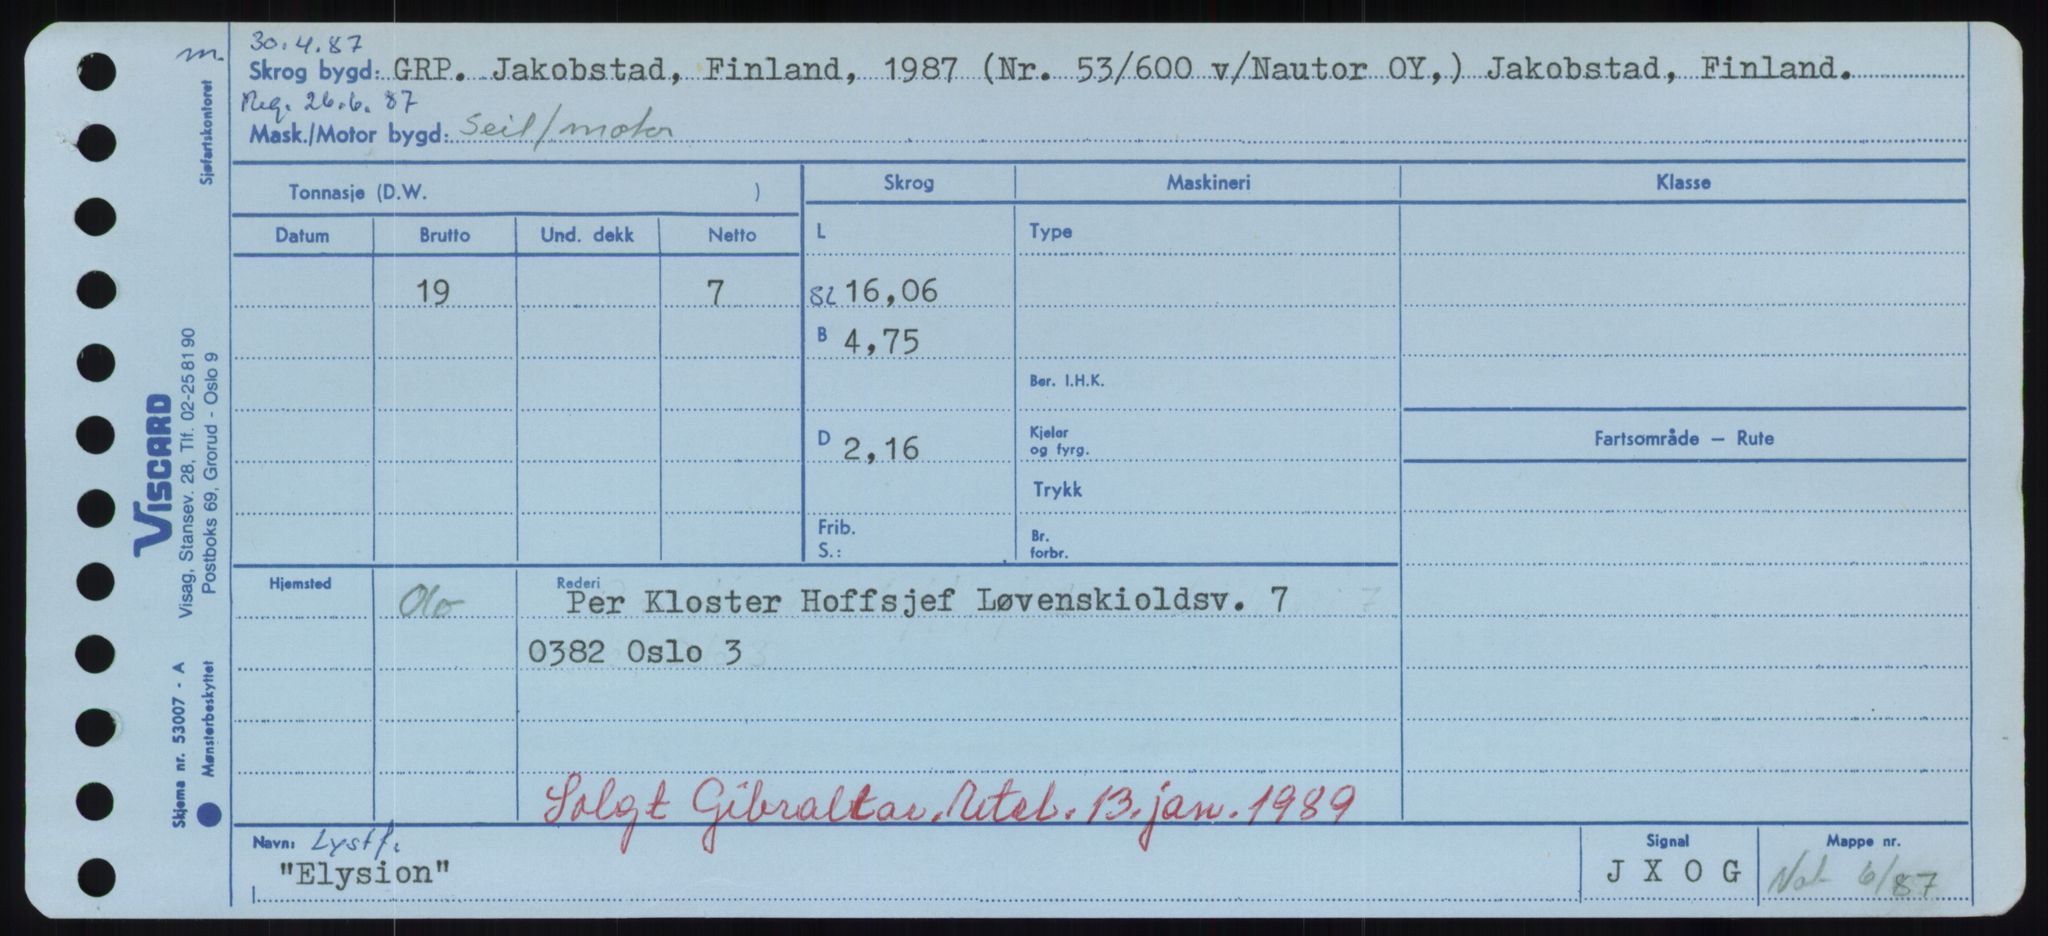 m.
30.4.87
Skrog bygd: GRP. Jakobstad, Finland, 1987 (Nr. 53/600 v/Nautor OY,) Jakobstad, Finland.
Reg. 26.6.87
Mask./Motor bygd: Seil/motor
Tonnasje (D.W. )
Skrog
Maskineri
Klasse
Datum
Brutto
Und. dekk
Netto
L
Type
19
7
SL 16,06
B 4,75
Ber. I.H.K.
D 2,16
Kjeler
og fyrg.
Fartsområde – Rute
Trykk
Frib.
S.:
Br.
forbr.
Hjemsted
Rederi
Per Kloster Hoffsjef Løvenskioldsv. 7
0382 Oslo 3
Solgt Gibraltar. Utsl. 13. jan. 1989
Navn: Lystf.
"Elysion"
Signal
J X O G
Mappe nr.
6/87
Sjøfartskontoret
VISCARD
Visag, Stansev. 28, Tlf. 02-25 81 90
Postboks 69, Grorud - Oslo 9
Skjema nr. 53007 - A
Mønsterbeskyttet